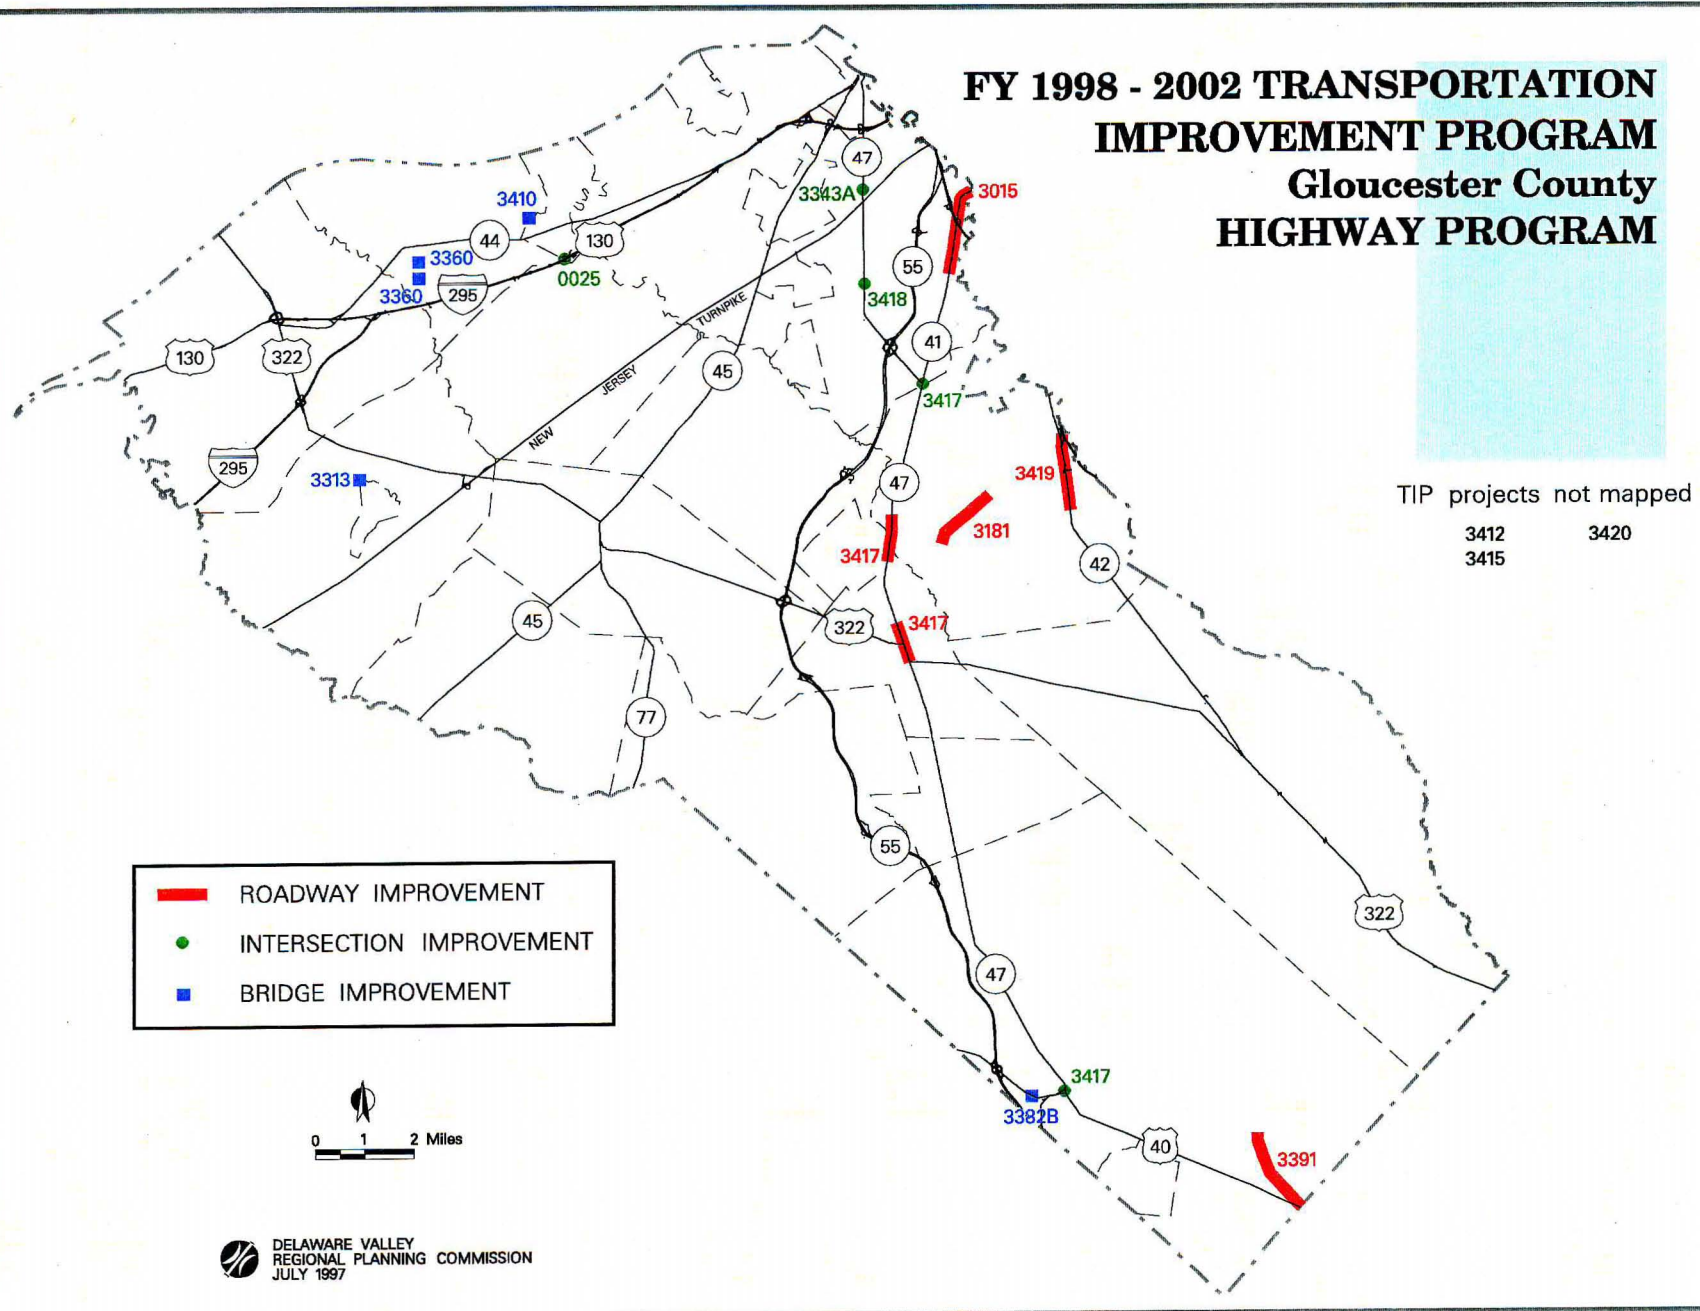 FY 1998 - 2002 TRANSPORTATION
IMPROVEMENT PROGRAM
Gloucester County
HIGHWAY PROGRAM
TIP projects not mapped
3412 3420
3415
47
3343A
3015
3410
44
130
3360
3360
295
0025
55
3418
130
322
NEW JERSEY TURNPIKE
45
41
3417
295
3313
47
3419
3181
3417
42
45
322
3417
77
55
322
47
3417
3382B
40
3391
ROADWAY IMPROVEMENT
INTERSECTION IMPROVEMENT
BRIDGE IMPROVEMENT
0 1 2 Miles
DELAWARE VALLEY
REGIONAL PLANNING COMMISSION
JULY 1997